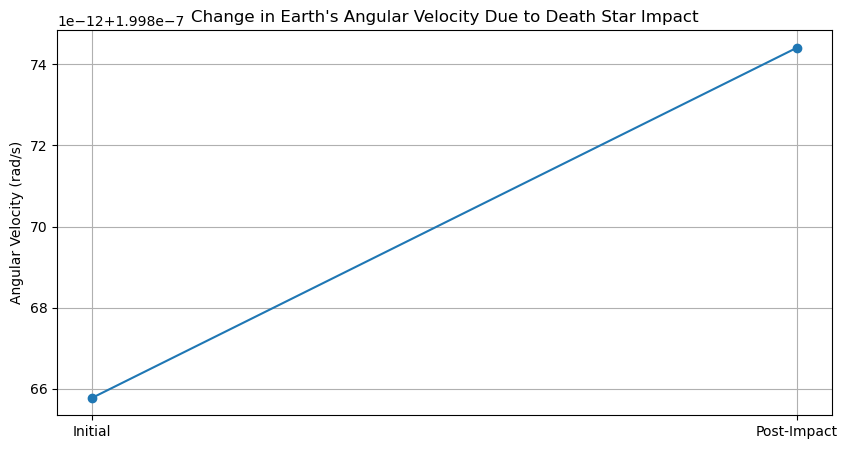 Change in Earth's Angular Velocity Due to Death Star Impact
1e−12+1.998e−7
74
72
70
68
66
Angular Velocity (rad/s)
Initial
Post-Impact